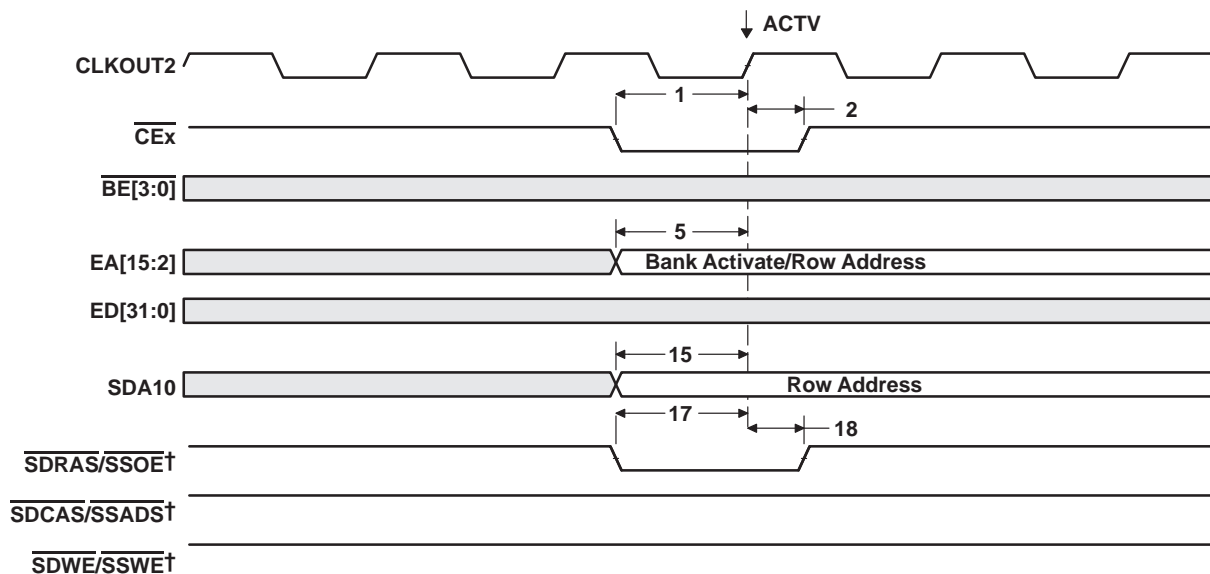 ACTV
CLKOUT2
1
2
CEx
BE[3:0]
5
EA[15:2]
Bank Activate/Row Address
ED[31:0]
15
SDA10
Row Address
17
18
SDRAS/SSOE†
SDCAS/SSADS†
SDWE/SSWE†